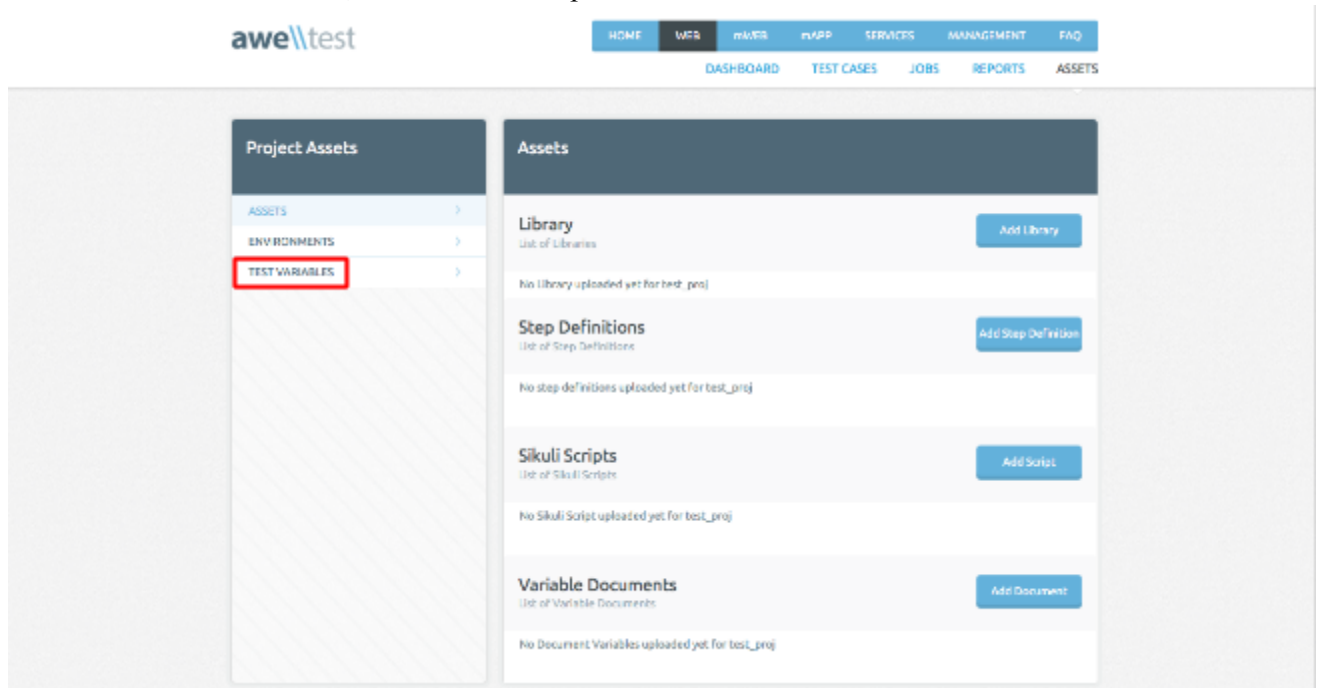 awe\\test
HOME WEB mWEB mAPP SERVICES MANAGEMENT FAQ
DASHBOARD TEST CASES JOBS REPORTS ASSETS
Project Assets
ASSETS
ENVIRONMENTS
TEST VARIABLES
Assets
Library
List of Libraries
Add Library
No Library uploaded yet for test_proj
Step Definitions
List of Step Definitions
Add Step Definition
No step definitions uploaded yet for test_proj
Sikuli Scripts
List of Sikuli Scripts
Add Script
No Sikuli Script uploaded yet for test_proj
Variable Documents
List of Variable Documents
Add Document
No Document Variables uploaded yet for test_proj